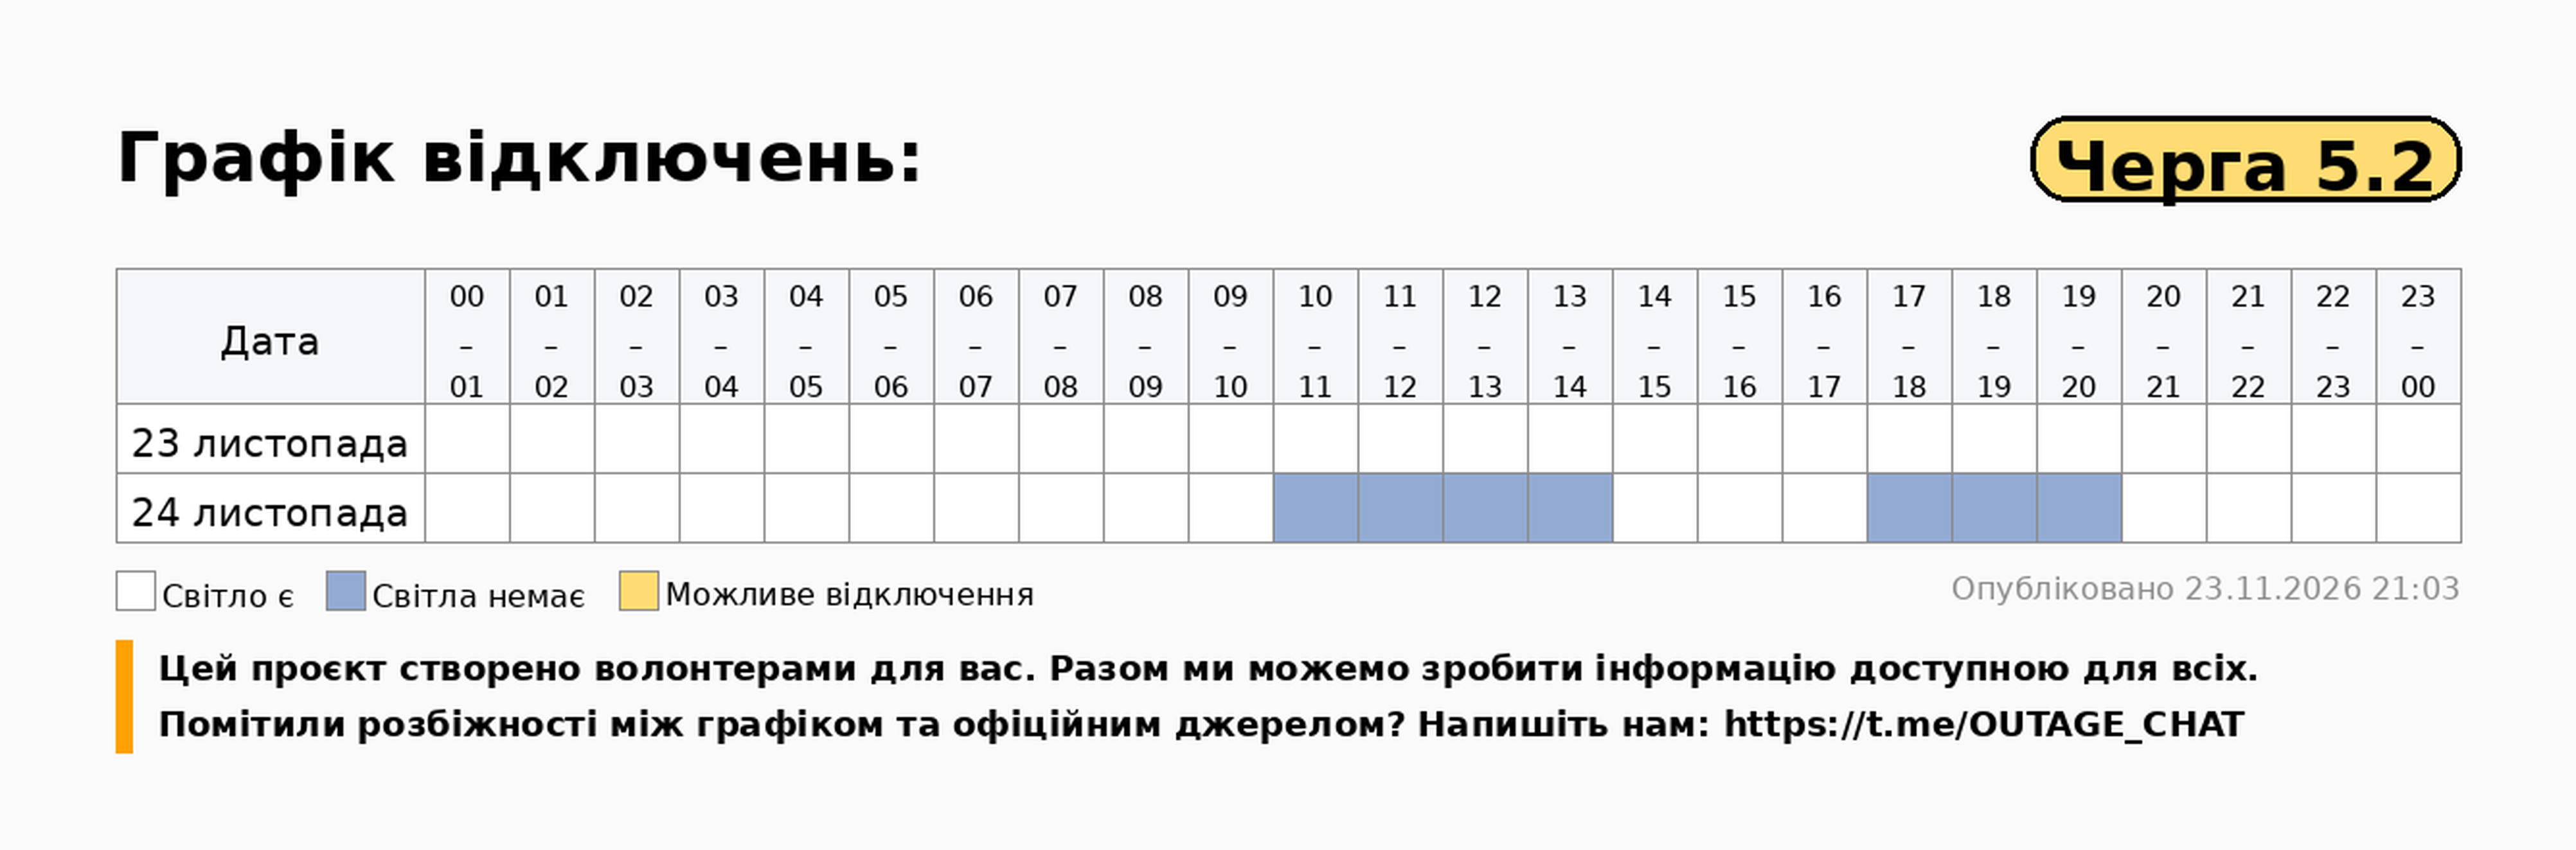 Графік відключень:
Черга 5.2
Дата
00 – 01
01 – 02
02 – 03
03 – 04
04 – 05
05 – 06
06 – 07
07 – 08
08 – 09
09 – 10
10 – 11
11 – 12
12 – 13
13 – 14
14 – 15
15 – 16
16 – 17
17 – 18
18 – 19
19 – 20
20 – 21
21 – 22
22 – 23
23 – 00
23 листопада
24 листопада
Світло є
Світла немає
Можливе відключення
Опубліковано 23.11.2026 21:03
Цей проєкт створено волонтерами для вас. Разом ми можемо зробити інформацію доступною для всіх.
Помітили розбіжності між графіком та офіційним джерелом? Напишіть нам: https://t.me/OUTAGE_CHAT